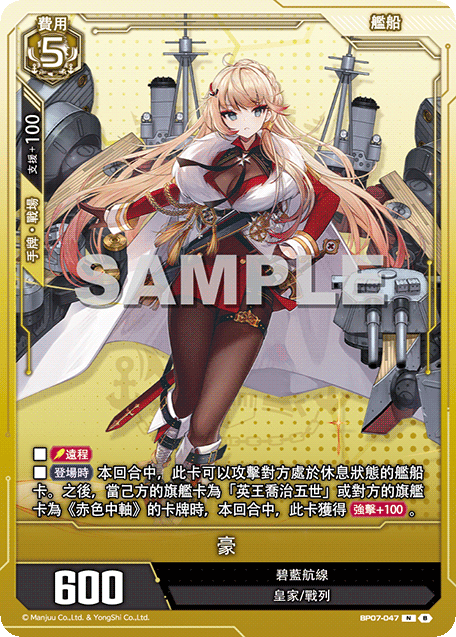 費用
5
艦船
支援+100
手牌・戰場
SAMPLE
遠程
登場時 本回合中，此卡可以攻擊對方處於休息狀態的艦船
卡。之後，當己方的旗艦卡為「英王喬治五世」或對方的旗艦
卡為《赤色中軸》的卡牌時，本回合中，此卡獲得 強擊+100 。
豪
600
碧藍航線
皇家/戰列
© Manjuu Co.,Ltd. & YongShi Co.,Ltd.
BP07-047 N B